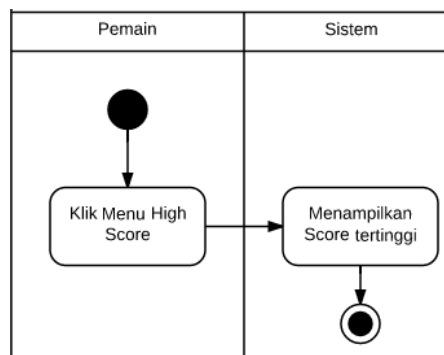 Pemain
Sistem
Klik Menu High
Score
Menampilkan
Score tertinggi